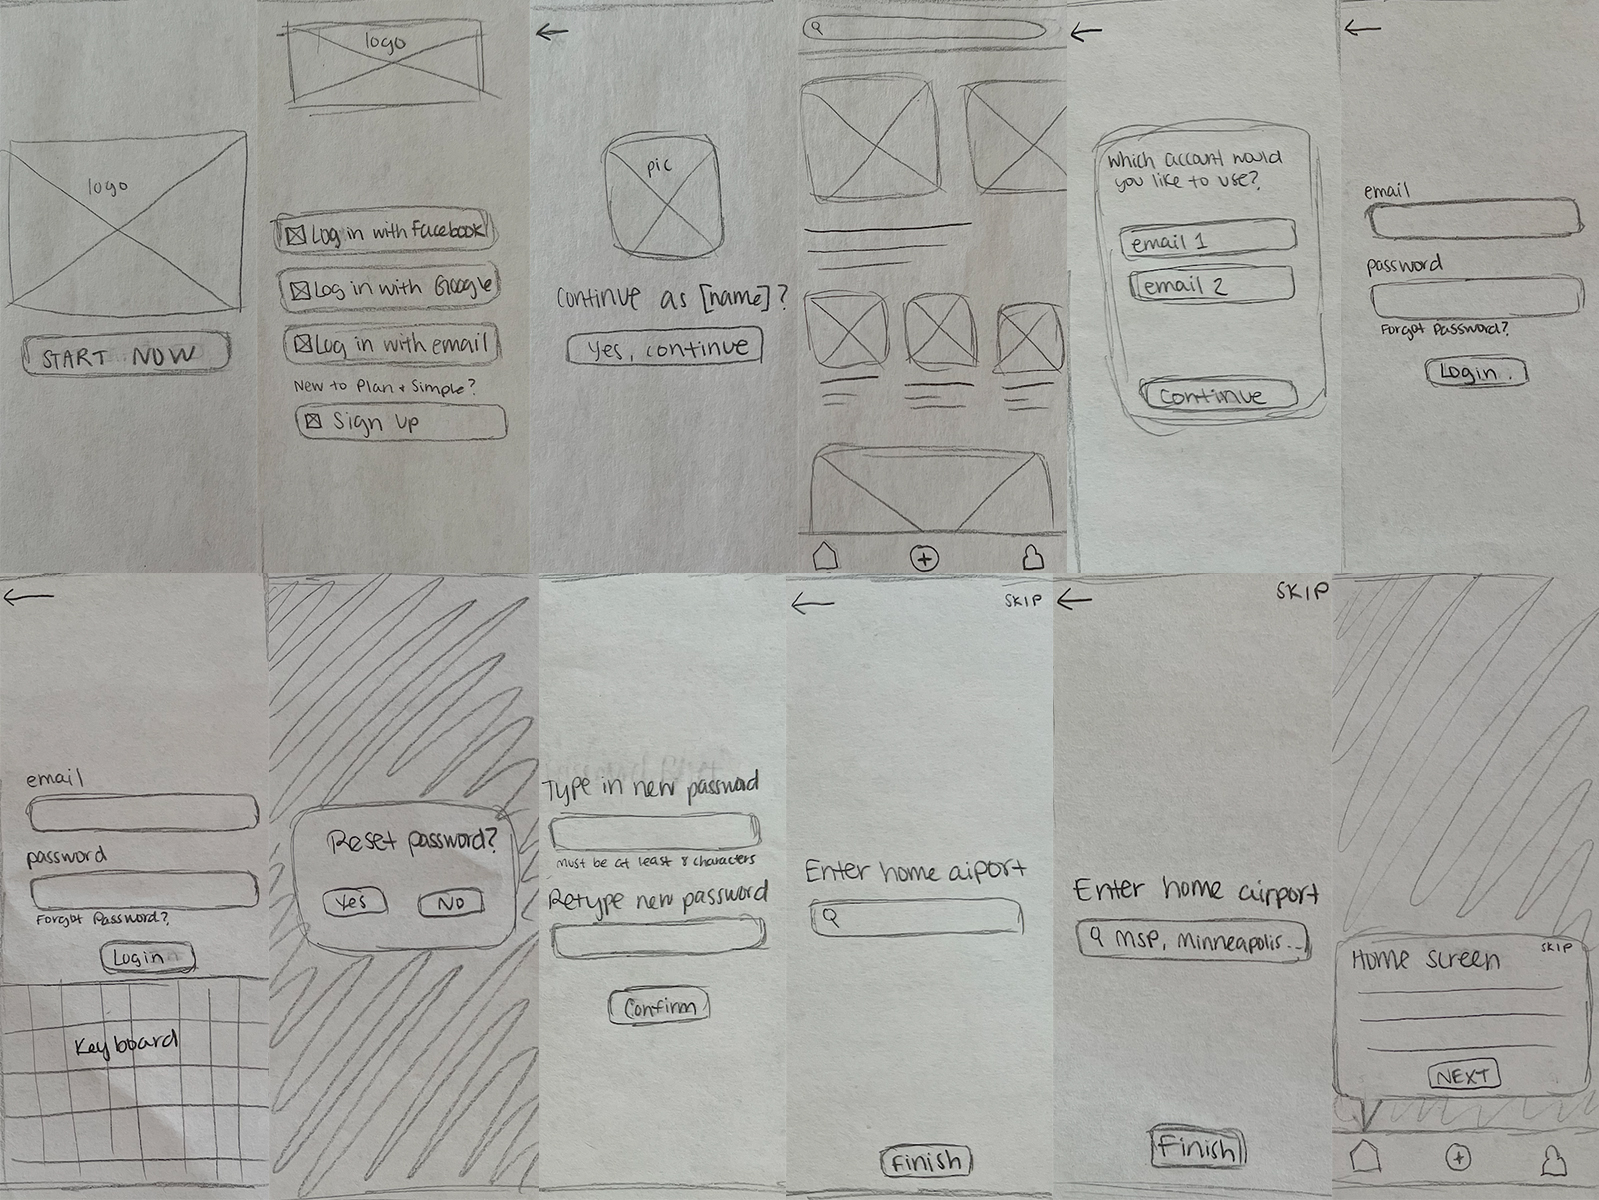 logo
START NOW
logo
Log in with Facebook
Log in with Google
Log in with email
New to Plan + Simple?
Sign up
pic
Continue as [name]?
Yes, continue
Which account would
you like to use?
email 1
email 2
Continue
email
password
Forgot Password?
Login
email
password
Forgot Password?
Login
Keyboard
Reset password?
Yes
No
Type in new password
must be at least 8 characters
Retype new password
Confirm
SKIP
Enter home aiport
Finish
SKIP
Enter home airport
MSP, Minneapolis...
Finish
Home screen
SKIP
NEXT